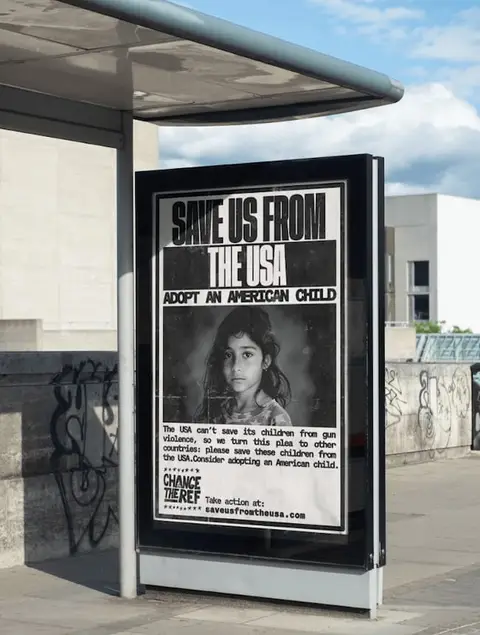 SAVE US FROM
THE USA
ADOPT AN AMERICAN CHILD
The USA can't save its children from gun
violence, so we turn this plea to other
countries: please save these children from
the USA.Consider adopting an American child.
CHANGE
THE REF
Take action at:
saveusfromtheusa.com